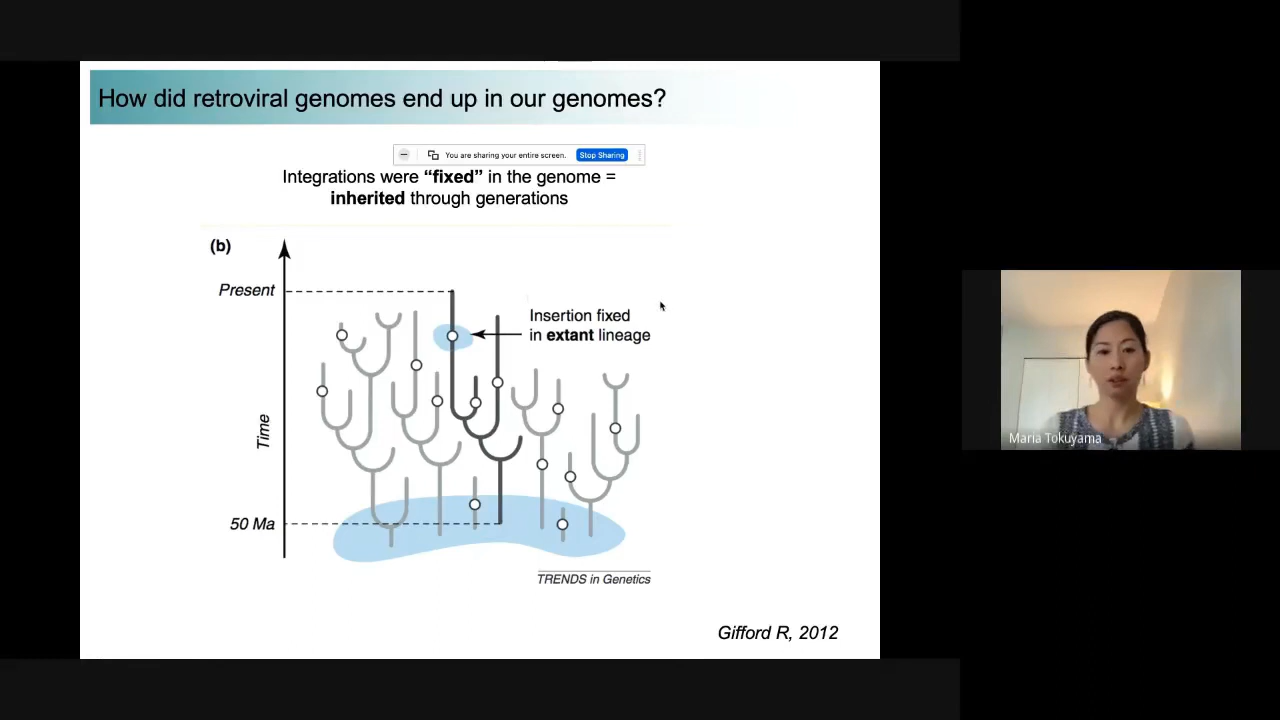 How did retroviral genomes end up in our genomes?
You are sharing your entire screen. Stop Sharing
Integrations were “fixed” in the genome =
inherited through generations
(b)
Present
Insertion fixed
in extant lineage
Time
50 Ma
TRENDS in Genetics
Gifford R, 2012
Maria Tokuyama